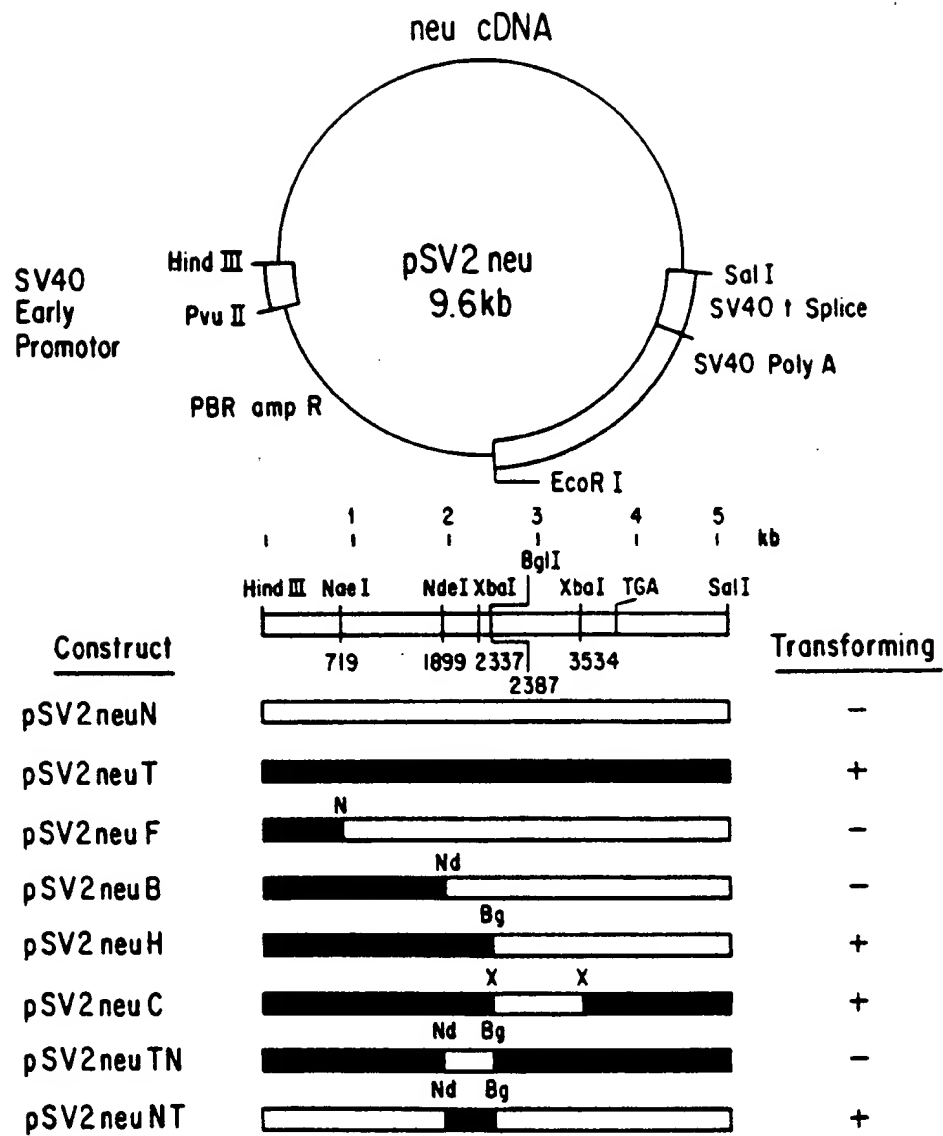 neu cDNA
Hind III
Pvu II
SV40
Early
Promotor
pSV2 neu
9.6kb
Sal I
SV40 t Splice
SV40 Poly A
PBR amp R
EcoR I
1 2 3 4 5 kb
BglI
Hind III NaeI NdeI XbaI XbaI TGA SalI
Construct Transforming
719 1899 2337 3534
2387
pSV2neuN −
pSV2neuT +
N
pSV2neuF −
Nd
pSV2neuB −
Bg
pSV2neuH +
X X
pSV2neuC +
Nd Bg
pSV2neuTN −
Nd Bg
pSV2neuNT +